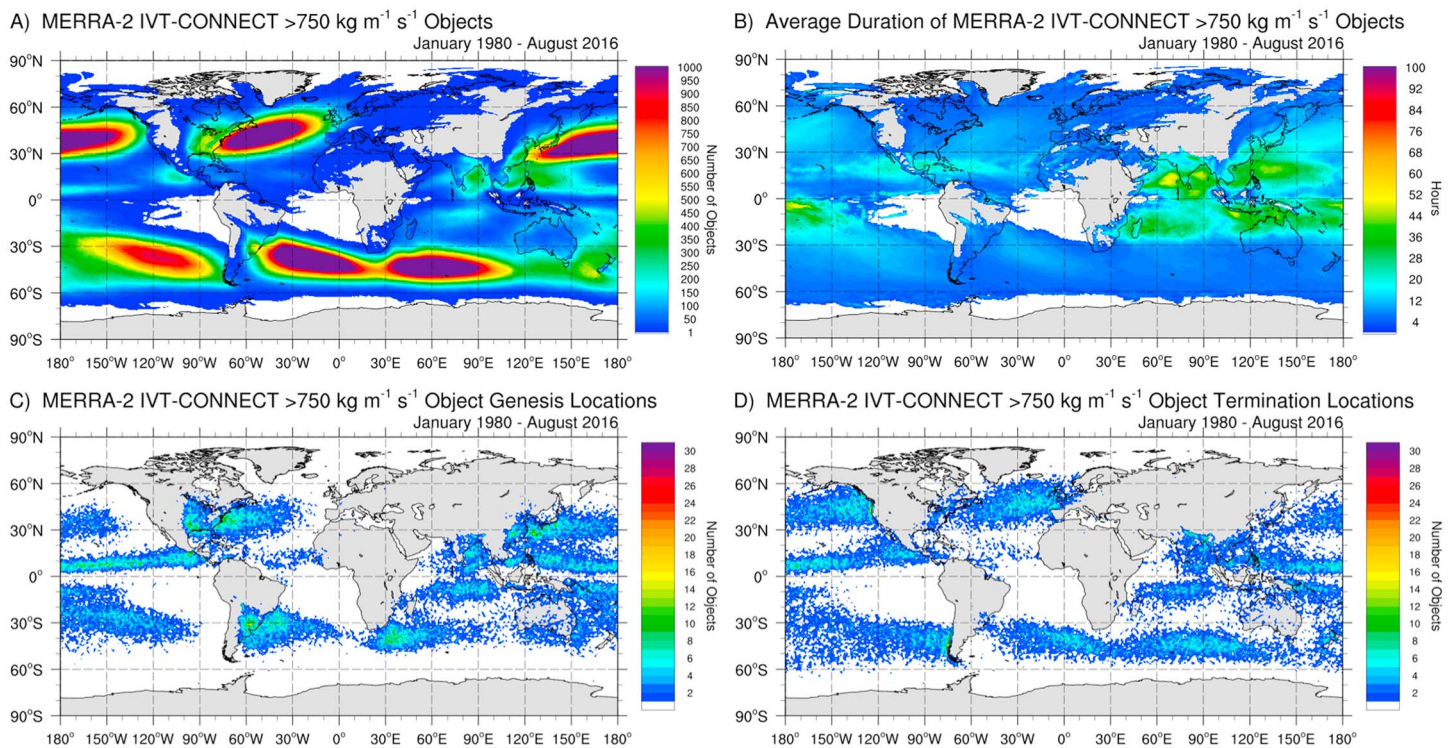 A) MERRA-2 IVT-CONNECT >750 kg m⁻¹ s⁻¹ Objects
January 1980 - August 2016
90°N
60°N
30°N
0°
30°S
60°S
90°S
180° 150°W 120°W 90°W 60°W 30°W 0° 30°E 60°E 90°E 120°E 150°E 180°
1000
950
900
850
800
750
700
650
600
550
500
450
400
350
300
250
200
150
100
50
1
Number of Objects
B) Average Duration of MERRA-2 IVT-CONNECT >750 kg m⁻¹ s⁻¹ Objects
January 1980 - August 2016
90°N
60°N
30°N
0°
30°S
60°S
90°S
180° 150°W 120°W 90°W 60°W 30°W 0° 30°E 60°E 90°E 120°E 150°E 180°
100
92
84
76
68
60
52
44
36
28
20
12
4
Hours
C) MERRA-2 IVT-CONNECT >750 kg m⁻¹ s⁻¹ Object Genesis Locations
January 1980 - August 2016
90°N
60°N
30°N
0°
30°S
60°S
90°S
180° 150°W 120°W 90°W 60°W 30°W 0° 30°E 60°E 90°E 120°E 150°E 180°
30
28
26
24
22
20
18
16
14
12
10
8
6
4
2
Number of Objects
D) MERRA-2 IVT-CONNECT >750 kg m⁻¹ s⁻¹ Object Termination Locations
January 1980 - August 2016
90°N
60°N
30°N
0°
30°S
60°S
90°S
180° 150°W 120°W 90°W 60°W 30°W 0° 30°E 60°E 90°E 120°E 150°E 180°
30
28
26
24
22
20
18
16
14
12
10
8
6
4
2
Number of Objects